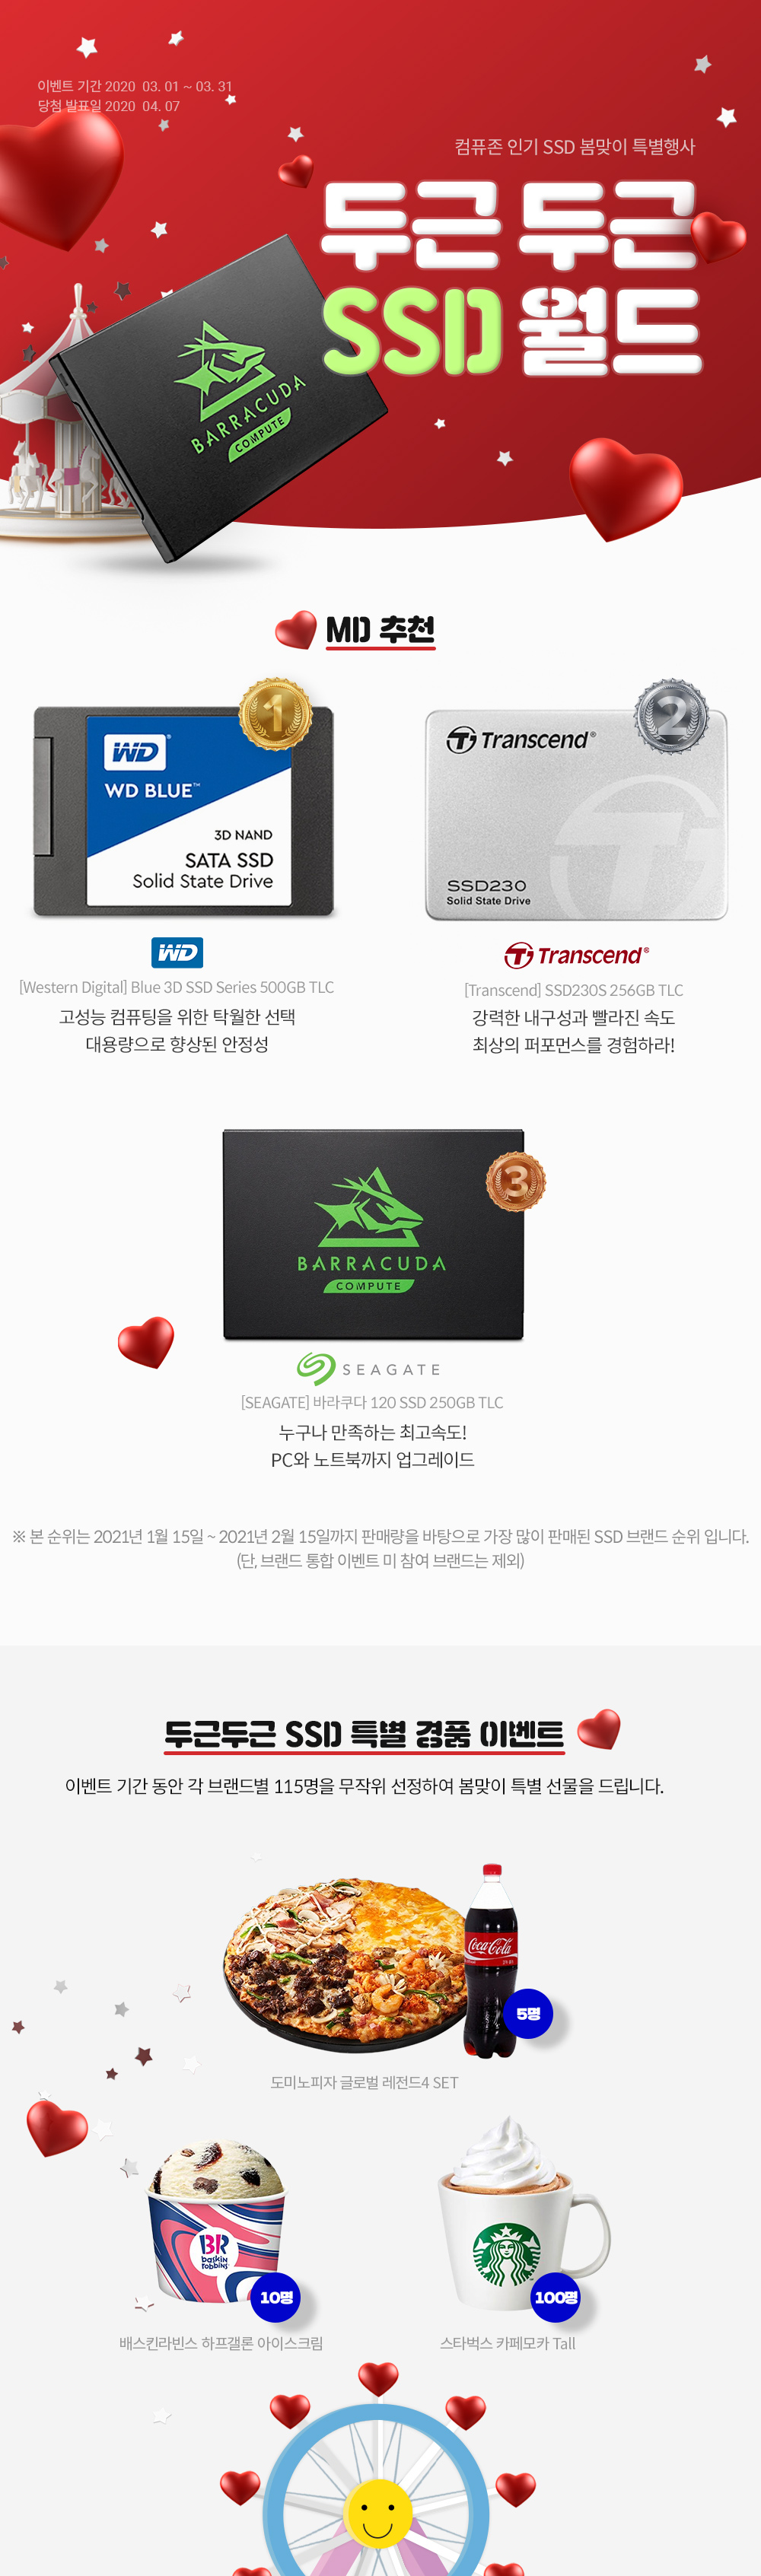 이벤트 기간 2020  03. 01 ~ 03. 31
당첨 발표일 2020  04. 07
컴퓨존 인기 SSD 봄맞이 특별행사
두근 두근
SSD 월드
BARRACUDA
COMPUTE
MD 추천
1
WD®
WD BLUE™
3D NAND
SATA SSD
Solid State Drive
2
Transcend®
SSD230
Solid State Drive
WD
[Western Digital] Blue 3D SSD Series 500GB TLC
고성능 컴퓨팅을 위한 탁월한 선택
대용량으로 향상된 안정성
Transcend®
[Transcend] SSD230S 256GB TLC
강력한 내구성과 빨라진 속도
최상의 퍼포먼스를 경험하라!
3
BARRACUDA
COMPUTE
SEAGATE
[SEAGATE] 바라쿠다 120 SSD 250GB TLC
누구나 만족하는 최고속도!
PC와 노트북까지 업그레이드
※ 본 순위는 2021년 1월 15일 ~ 2021년 2월 15일까지 판매량을 바탕으로 가장 많이 판매된 SSD 브랜드 순위 입니다.
(단, 브랜드 통합 이벤트 미 참여 브랜드는 제외)
두근두근 SSD 특별 경품 이벤트
이벤트 기간 동안 각 브랜드별 115명을 무작위 선정하여 봄맞이 특별 선물을 드립니다.
Coca-Cola
5명
도미노피자 글로벌 레전드4 SET
BR
baskin
robbins
10명
배스킨라빈스 하프갤론 아이스크림
100명
스타벅스 카페모카 Tall